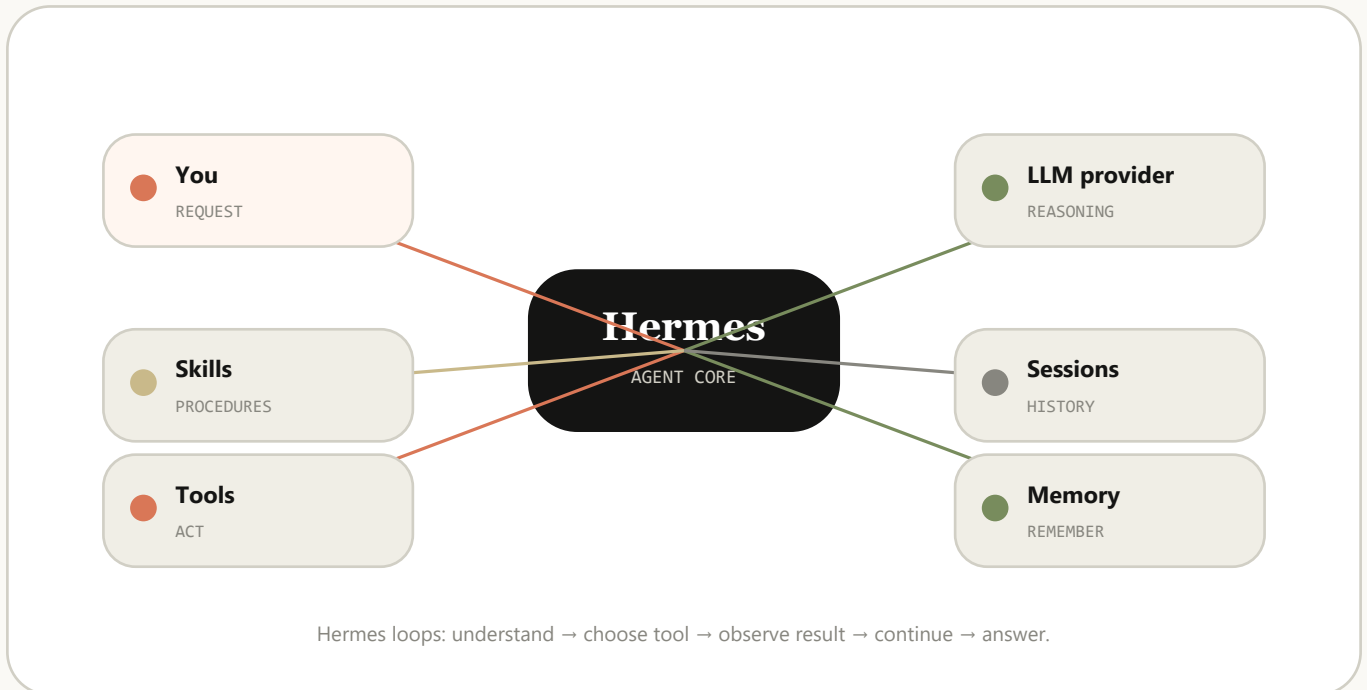 You
REQUEST
LLM provider
REASONING
Hermes
AGENT CORE
Skills
PROCEDURES
Sessions
HISTORY
Tools
ACT
Memory
REMEMBER
Hermes loops: understand → choose tool → observe result → continue → answer.